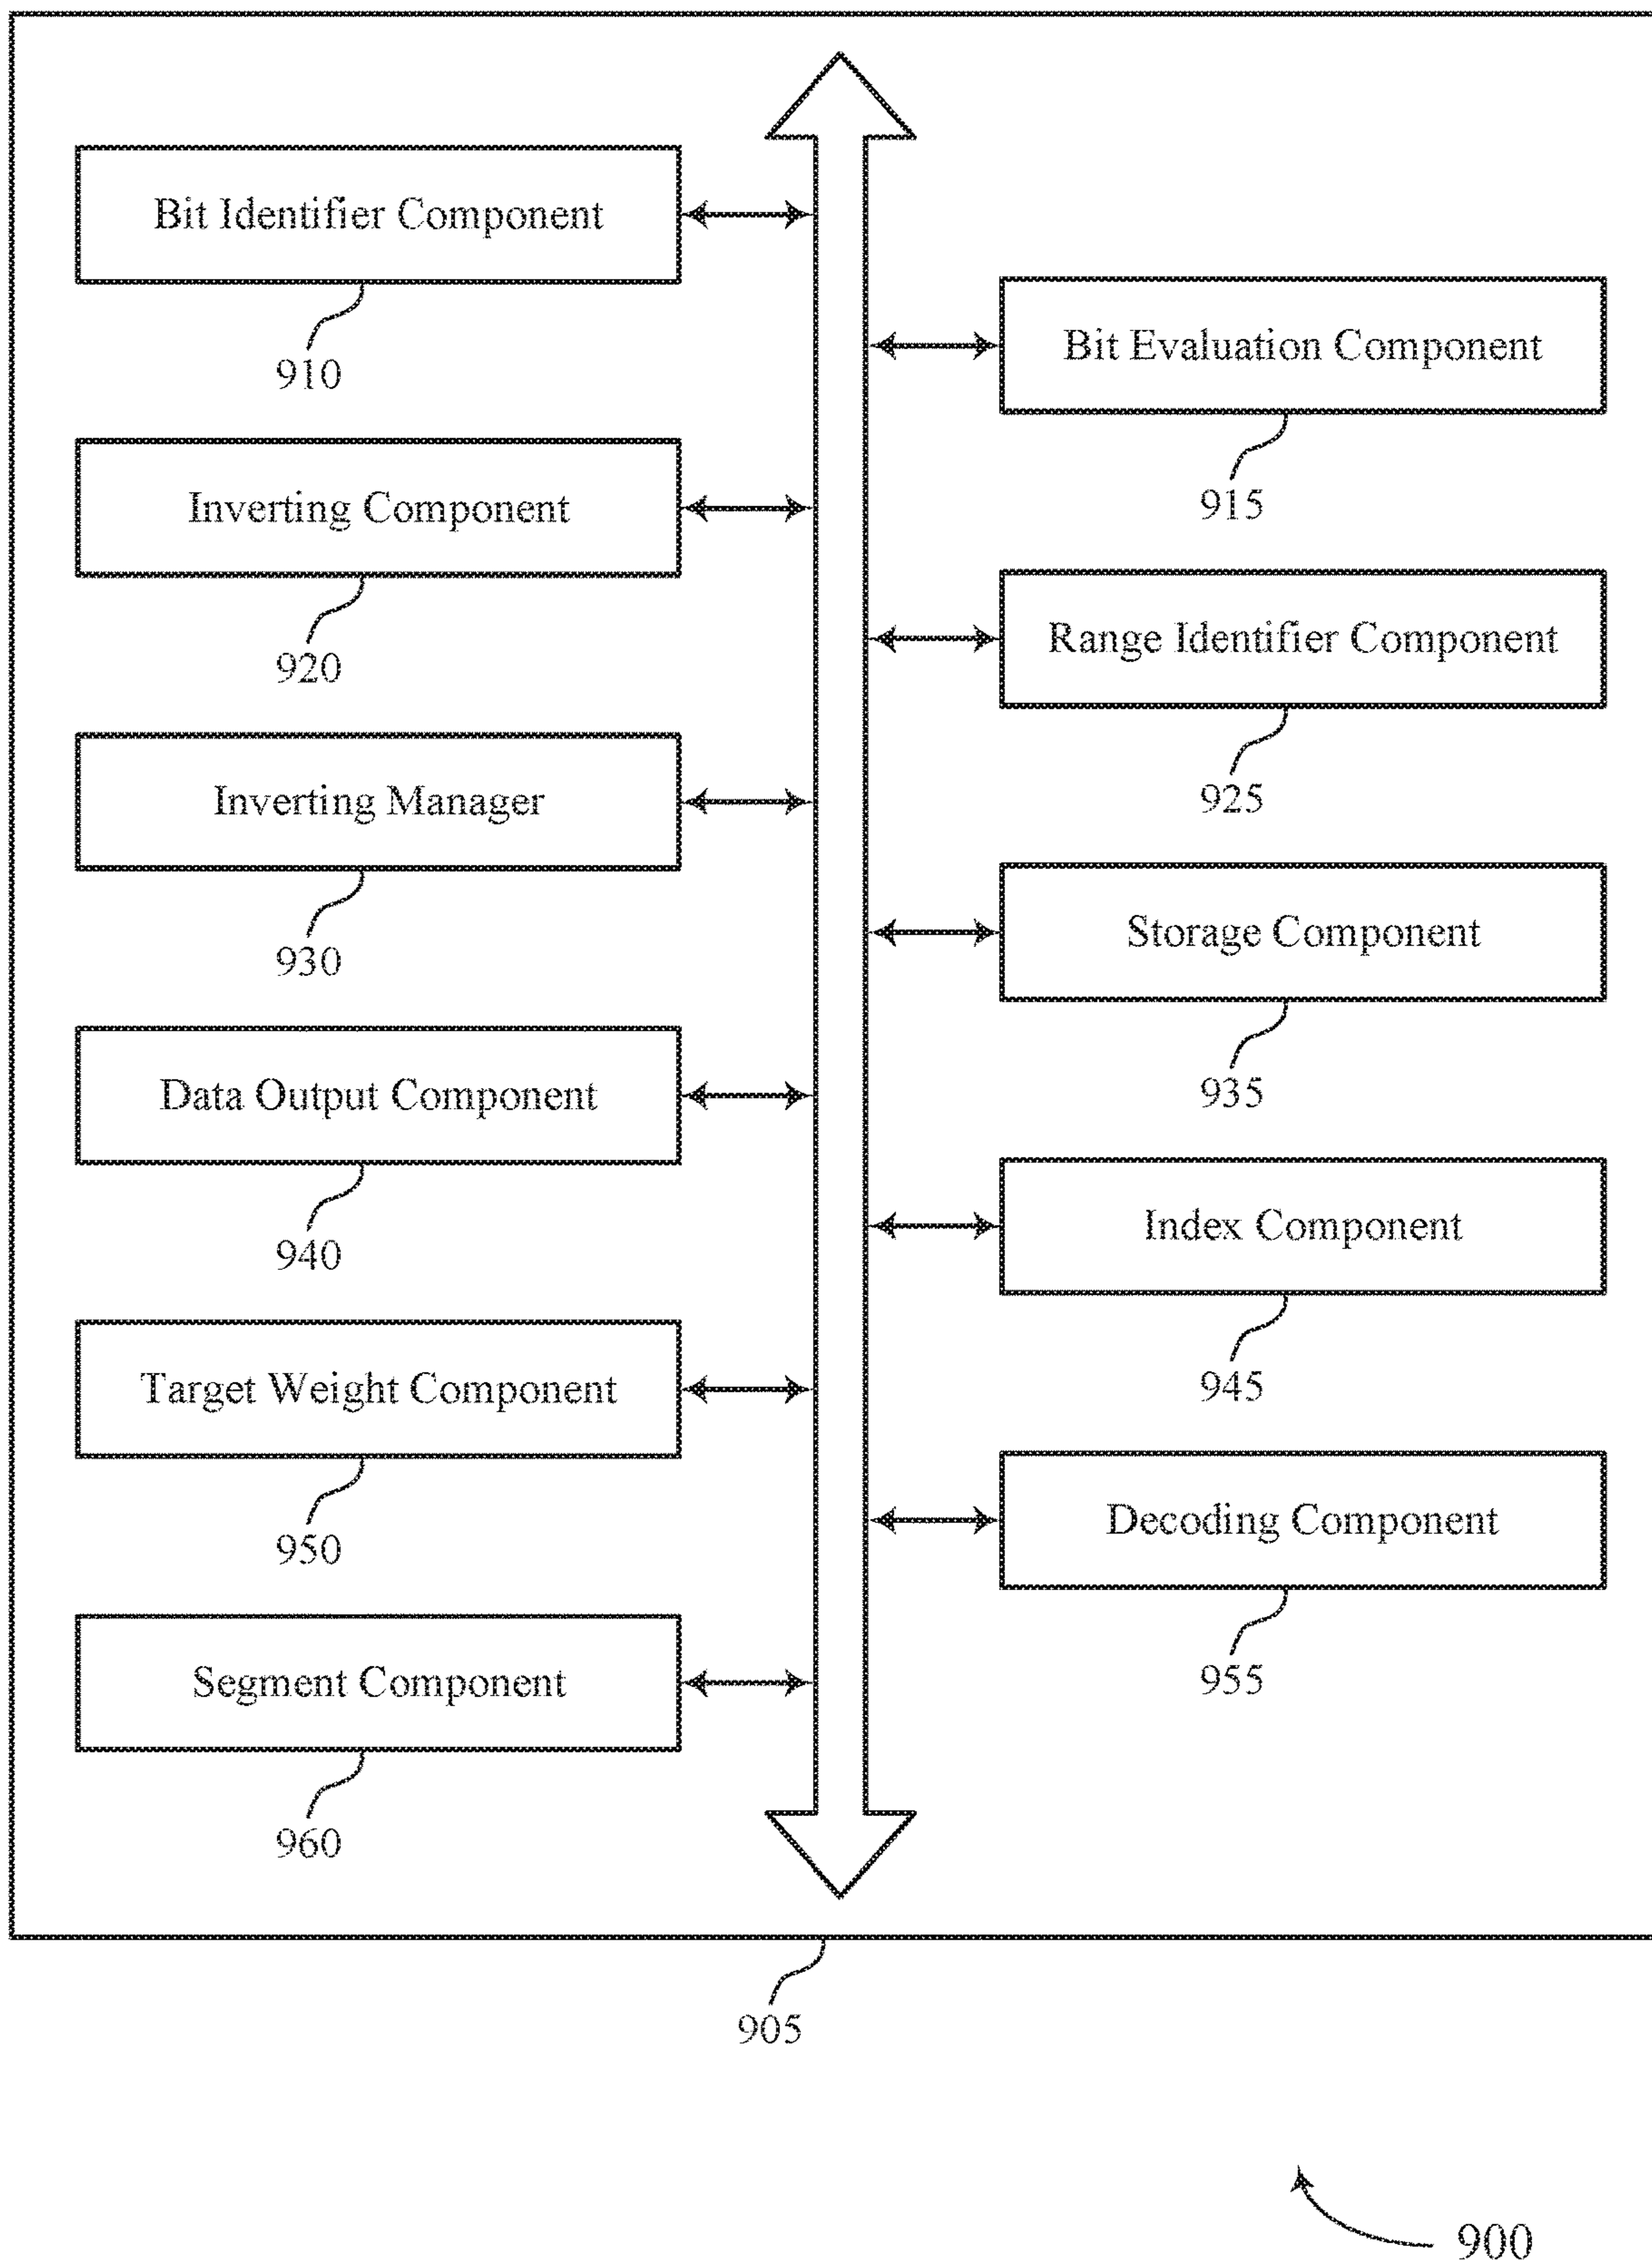 Bit Identifier Component
910
Bit Evaluation Component
915
Inverting Component
920
Range Identifier Component
925
Inverting Manager
930
Storage Component
935
Data Output Component
940
Index Component
945
Target Weight Component
950
Decoding Component
955
Segment Component
960
905
900